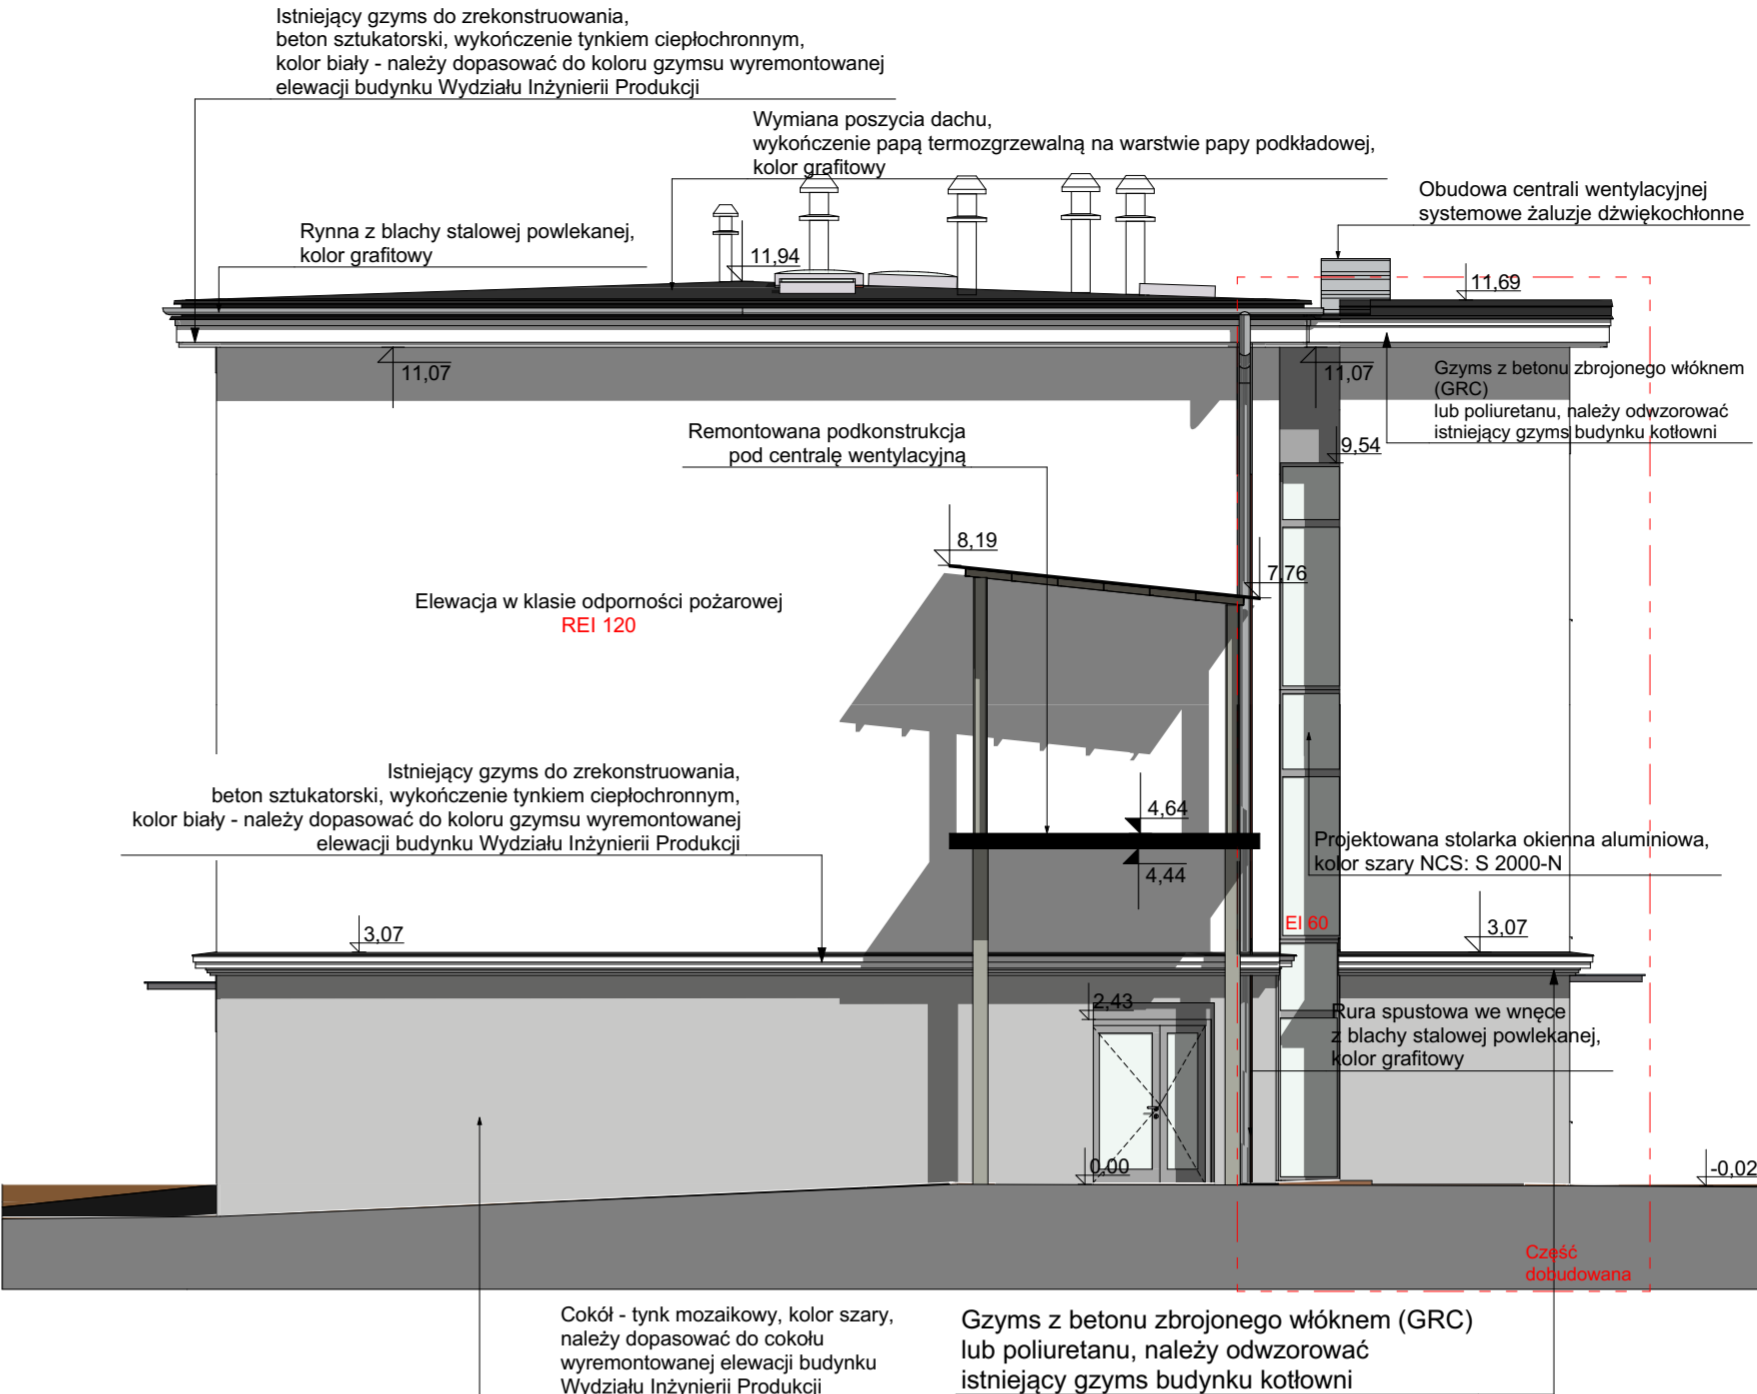 Istniejący gzyms do zrekonstruowania,
beton sztukatorski, wykończenie tynkiem ciepłochronnym,
kolor biały - należy dopasować do koloru gzymsu wyremontowanej
elewacji budynku Wydziału Inżynierii Produkcji
Wymiana poszycia dachu,
wykończenie papą termozgrzewalną na warstwie papy podkładowej,
kolor grafitowy
Obudowa centrali wentylacyjnej
systemowe żaluzje dźwiękochłonne
Rynna z blachy stalowej powlekanej,
kolor grafitowy
11,94
11,69
11,07
11,07
Gzyms z betonu zbrojonego włóknem
(GRC)
lub poliuretanu, należy odwzorować
istniejący gzyms budynku kotłowni
Remontowana podkonstrukcja
pod centralę wentylacyjną
9,54
8,19
7,76
Elewacja w klasie odporności pożarowej
REI 120
Istniejący gzyms do zrekonstruowania,
beton sztukatorski, wykończenie tynkiem ciepłochronnym,
kolor biały - należy dopasować do koloru gzymsu wyremontowanej
elewacji budynku Wydziału Inżynierii Produkcji
4,64
4,44
Projektowana stolarka okienna aluminiowa,
kolor szary NCS: S 2000-N
EI 60
3,07
3,07
2,43
Rura spustowa we wnęce
z blachy stalowej powlekanej,
kolor grafitowy
0,00
-0,02
Cześć
dobudowana
Cokół - tynk mozaikowy, kolor szary,
należy dopasować do cokołu
wyremontowanej elewacji budynku
Wydziału Inżynierii Produkcji
Gzyms z betonu zbrojonego włóknem (GRC)
lub poliuretanu, należy odwzorować
istniejący gzyms budynku kotłowni